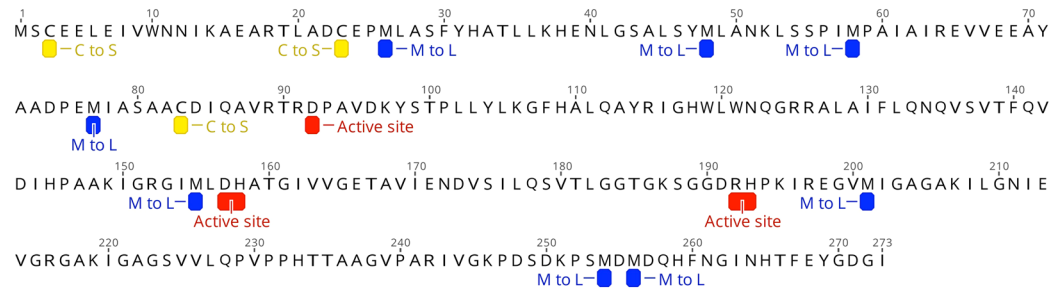 1 10 20 30 40 50 60 70
MSCEELEIVWNNIKAEARTLADCEPMLASFYHATLLKHENLGSALSYMLANKLSSPIMPAIAIREVVEEAY
C to S C to S M to L M to L M to L
80 90 100 110 120 130 140
AADPEMIASAACDIQAVRTRDPAVDKYSTPLLYLKGFHALQAYRIGHWLWNQGRRALAIFLQNQVSVTFQV
C to S Active site
M to L
150 160 170 180 190 200 210
DIHPAAKIGRGIMLDHATGIVVGETAVIENDVSILQSVTLGGTGKSGGDRHPKIREGVMIGAGAKILGNIE
M to L M to L
Active site Active site
220 230 240 250 260 270 273
VGRGAKIGAGSVVLQPVPPHTTAAGVPARIVGKPDSDKPSMDMDQHFNGINHTFEYGDGI
M to L M to L